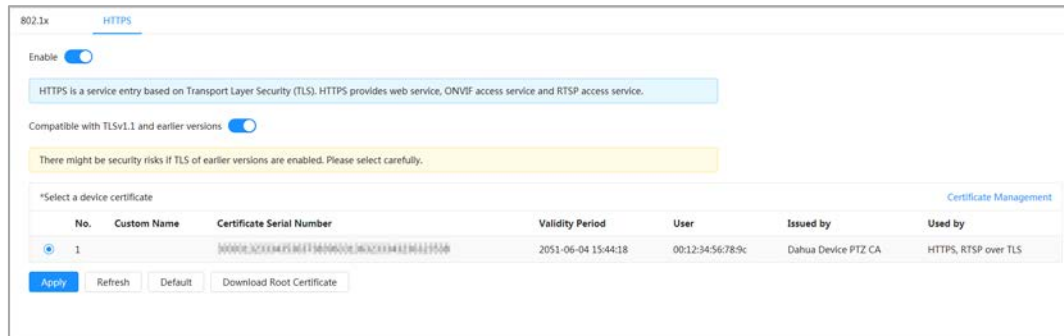 802.1x HTTPS
Enable
HTTPS is a service entry based on Transport Layer Security (TLS). HTTPS provides web service, ONVIF access service and RTSP access service.
Compatible with TLSv1.1 and earlier versions
There might be security risks if TLS of earlier versions are enabled. Please select carefully.
*Select a device certificate Certificate Management
No. Custom Name Certificate Serial Number Validity Period User Issued by Used by
1 2051-06-04 15:44:18 00:12:34:56:78:9c Dahua Device PTZ CA HTTPS, RTSP over TLS
Apply Refresh Default Download Root Certificate